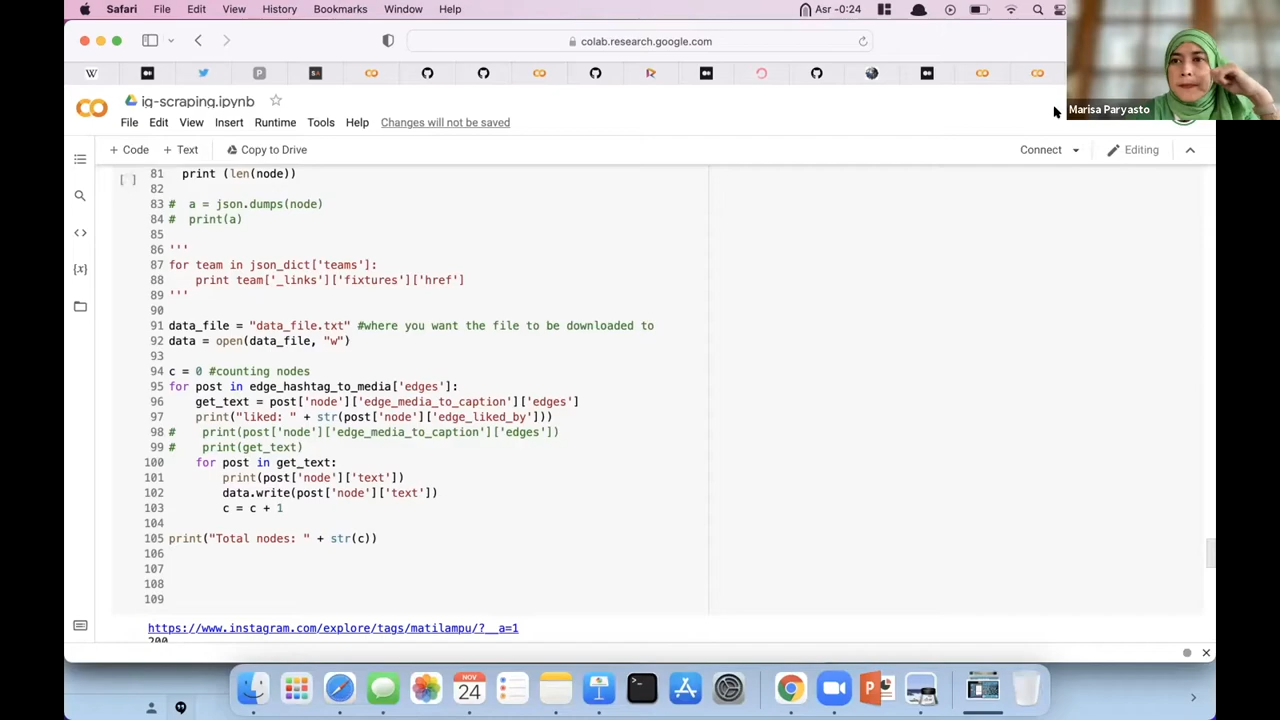 Safari File Edit View History Bookmarks Window Help Asr -0:24
colab.research.google.com
Marisa Paryasto
iq-scraping.ipynb
File Edit View Insert Runtime Tools Help Changes will not be saved
+ Code + Text Copy to Drive Connect Editing
81 print (len(node))
82
83 # a = json.dumps(node)
84 # print(a)
85
86 '''
87 for team in json_dict['teams']:
88 print team['_links']['fixtures']['href']
89 '''
90
91 data_file = "data_file.txt" #where you want the file to be downloaded to
92 data = open(data_file, "w")
93
94 c = 0 #counting nodes
95 for post in edge_hashtag_to_media['edges']:
96 get_text = post['node']['edge_media_to_caption']['edges']
97 print("liked: " + str(post['node']['edge_liked_by']))
98 # print(post['node']['edge_media_to_caption']['edges'])
99 # print(get_text)
100 for post in get_text:
101 print(post['node']['text'])
102 data.write(post['node']['text'])
103 c = c + 1
104
105 print("Total nodes: " + str(c))
106
107
108
109
https://www.instagram.com/explore/tags/matilampu/?__a=1
200
NOV
24